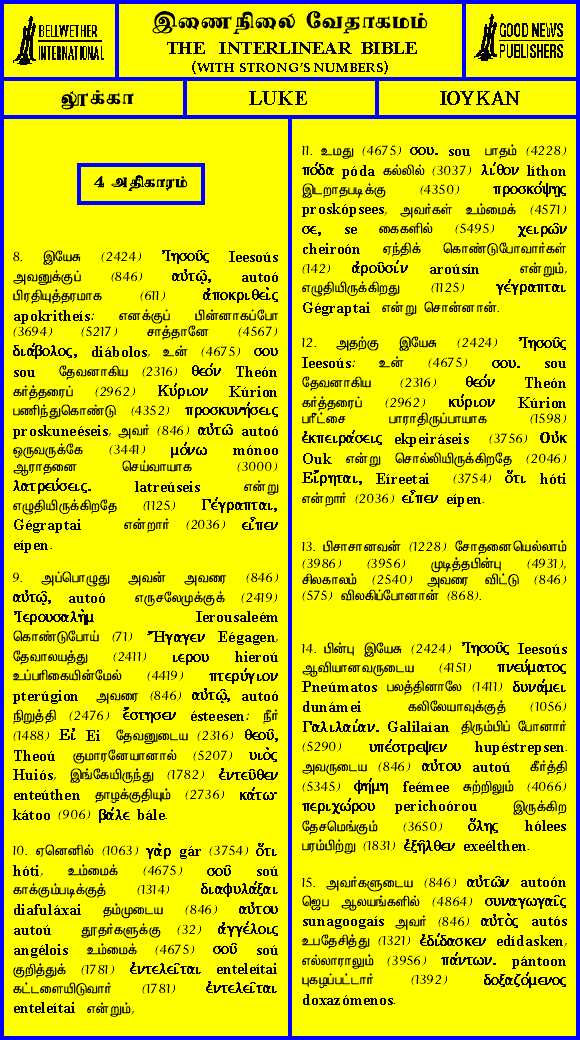 BELLWETHER
INTERNATIONAL
இணைநிலை வேதாகமம்
THE INTERLINEAR BIBLE
(WITH STRONG'S NUMBERS)
GOOD NEWS
PUBLISHERS
லூக்கா
LUKE
ΙΟΥΚΑΝ
4 அதிகாரம்
8. இயேசு (2424) Ἰησοῦς Ieesoús
அவனுக்குப் (846) αὐτῷ, autoó
பிரதியுத்தரமாக (611) ἀποκριθεὶς
apokritheís: எனக்குப் பின்னாகப்போ
(3694) (5217) சாத்தானே (4567)
διάβολος, diábolos, உன் (4675) σου
sou தேவனாகிய (2316) θεόν Theón
கர்த்தரைப் (2962) Κύριον Kúrion
பணிந்துகொண்டு (4352) προσκυνήσεις
proskuneéseis, அவர் (846) αὐτῶ autoó
ஒருவருக்கே (3441) μόνω mónoo
ஆராதனை செய்வாயாக (3000)
λατρεύσεις. latreúseis என்று
எழுதியிருக்கிறதே (1125) Γέγραπται,
Gégraptai என்றார் (2036) εἶπεν
eípen.
9. அப்பொழுது அவன் அவரை (846)
αὐτῷ, autoó எருசலேமுக்குக் (2419)
Ἰερουσαλὴμ Ierousaleém
கொண்டுபோய் (71) Ἤγαγεν Eégagen,
தேவாலயத்து (2411) ιερου hieroú
உப்பரிகையின்மேல் (4419) πτερύγιον
pterúgion அவரை (846) αὐτῷ, autoó
நிறுத்தி (2476) ἔστησεν ésteesen: நீர்
(1488) Εἰ Ei தேவனுடைய (2316) θεοῦ,
Theoú குமாரனேயானால் (5207) υἱὸς
Huiós, இங்கேயிருந்து (1782) ἐντεῦθεν
enteúthen தாழக்குதியும் (2736) κάτω·
kátoo (906) βάλε bále.
10. ஏனெனில் (1063) γὰρ gár (3754) ὅτι
hóti, உம்மைக் (4675) σοῦ soú
காக்கும்படிக்குத் (1314) διαφυλάξαι
diafuláxai தம்முடைய (846) αὐτου
autoú தூதர்களுக்கு (32) ἀγγέλοις
angélois உம்மைக் (4675) σοῦ soú
குறித்துக் (1781) ἐντελεῖται enteleítai
கட்டளையிடுவார் (1781) ἐντελεῖται
enteleítai என்றும்,
11. உமது (4675) σου. sou பாதம் (4228)
πόδα póda கல்லில் (3037) λίθον líthon
இடறாதபடிக்கு (4350) προσκόψης
proskópsees, அவர்கள் உம்மைக் (4571)
σε, se கைகளில் (5495) χειρῶν
cheiroón ஏந்திக் கொண்டுபோவார்கள்
(142) ἀροῦσίν aroúsín என்றும்,
எழுதியிருக்கிறது (1125) γέγραπται
Gégraptai என்று சொன்னான்.
12. அதற்கு இயேசு (2424) Ἰησοῦς
Ieesoús: உன் (4675) σου. sou
தேவனாகிய (2316) θεόν Theón
கர்த்தரைப் (2962) κύριον Kúrion
பரீட்சை பாராதிருப்பாயாக (1598)
ἐκπειράσεις ekpeiráseis (3756) Οὐκ
Ouk என்று சொல்லியிருக்கிறதே (2046)
Εἴρηται, Eíreetai (3754) ὅτι hóti
என்றார் (2036) εἶπεν eípen.
13. பிசாசானவன் (1228) சோதனையெல்லாம்
(3986) (3956) முடித்தபின்பு (4931),
சிலகாலம் (2540) அவரை விட்டு (846)
(575) விலகிப்போனான் (868).
14. பின்பு இயேசு (2424) Ἰησοῦς Ieesoús
ஆவியானவருடைய (4151) πνεύματος
Pneúmatos பலத்தினாலே (1411) δυνάμει
dunámei கலிலேயாவுக்குத் (1056)
Γαλιλαίαν. Galilaían திரும்பிப் போனார்
(5290) υπέστρεψεν hupéstrepsen.
அவருடைய (846) αὐτου autoú கீர்த்தி
(5345) φήμη feémee சுற்றிலும் (4066)
περιχώρου perichoórou இருக்கிற
தேசமெங்கும் (3650) ὅλης hólees
பரம்பிற்று (1831) ἐξῆλθεν exeélthen.
15. அவர்களுடைய (846) αὐτῶν autoón
ஜெப ஆலயங்களில் (4864) συναγωγαῖς
sunagoogaís அவர் (846) αὐτὸς autós
உபதேசித்து (1321) ἐδίδασκεν edídasken,
எல்லாராலும் (3956) πάντων. pántoon
புகழப்பட்டார் (1392) δοξαζόμενος
doxazómenos.